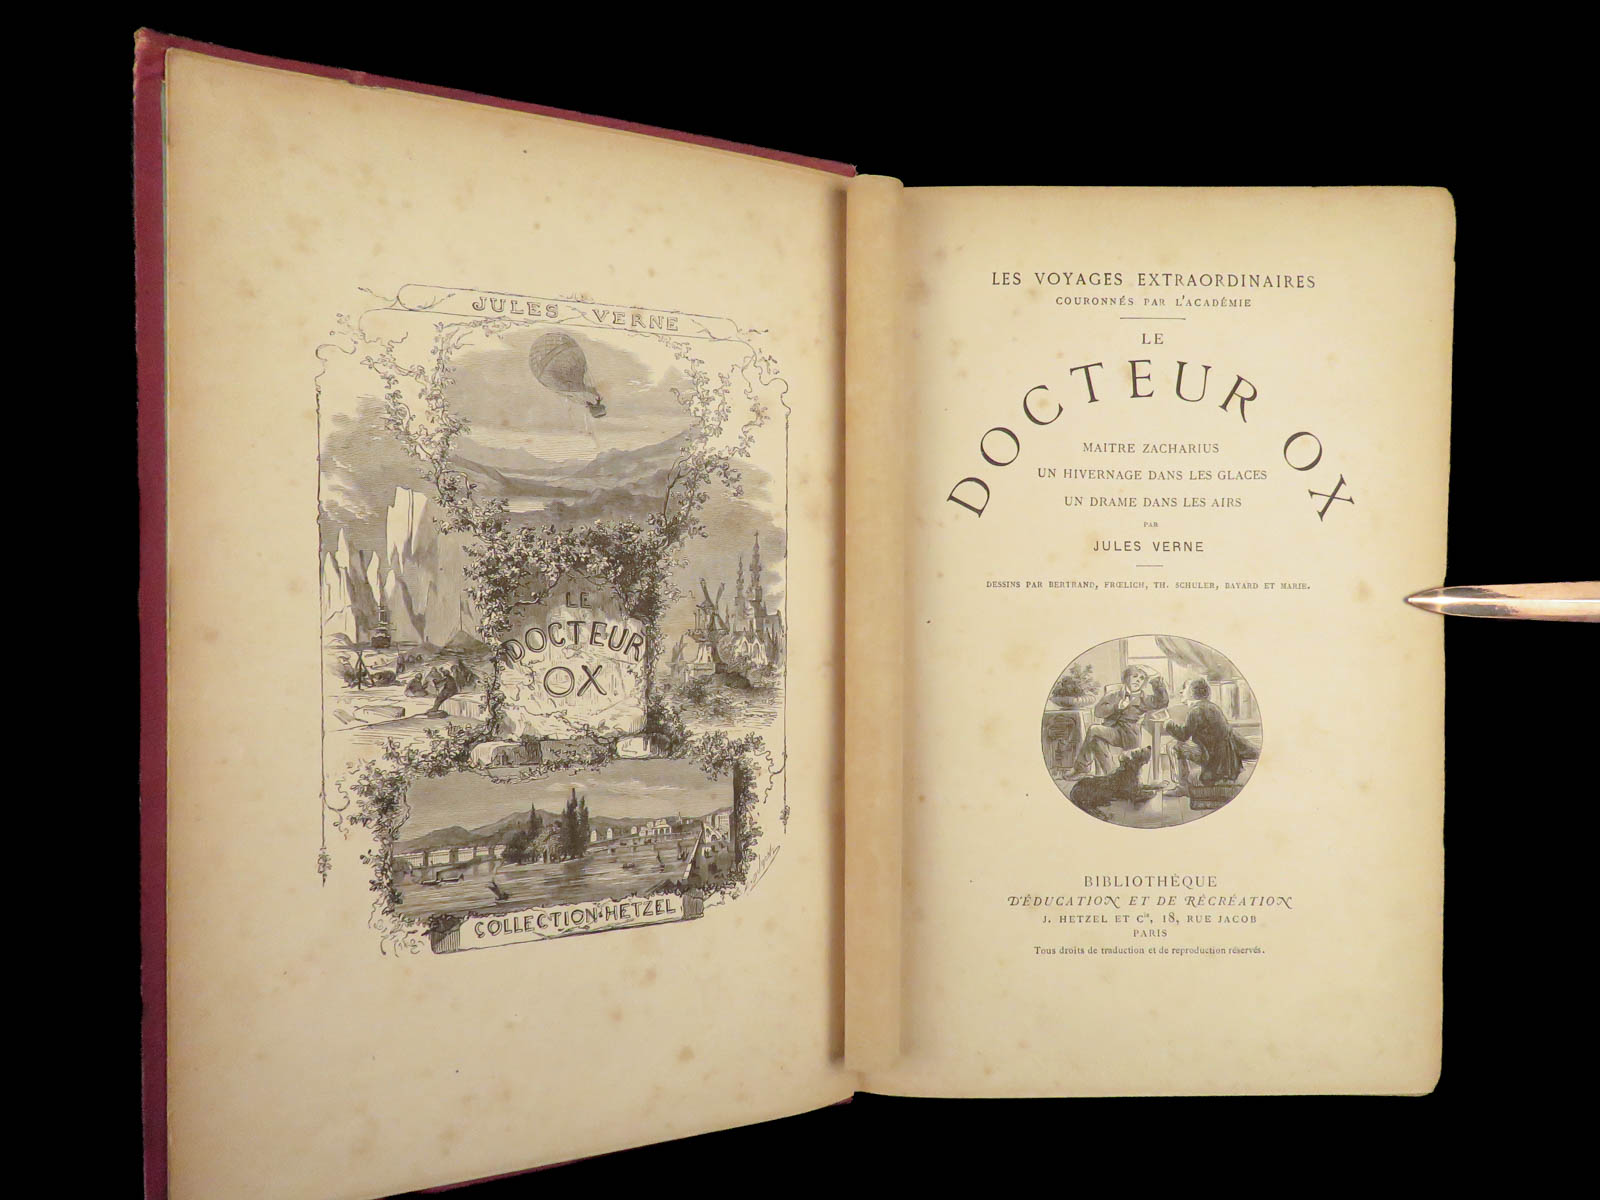 JULES VERNE
LE
DOCTEUR
OX
COLLECTION·HETZEL
LES VOYAGES EXTRAORDINAIRES
COURONNÉS PAR L'ACADÉMIE
LE
DOCTEUR OX
MAITRE ZACHARIUS
UN HIVERNAGE DANS LES GLACES
UN DRAME DANS LES AIRS
PAR
JULES VERNE
DESSINS PAR BERTRAND, FRŒLICH, TH. SCHULER, BAYARD ET MARIE.
BIBLIOTHÈQUE
D'ÉDUCATION ET DE RÉCRÉATION
J. HETZEL ET Cie, 18, RUE JACOB
PARIS
Tous droits de traduction et de reproduction réservés.